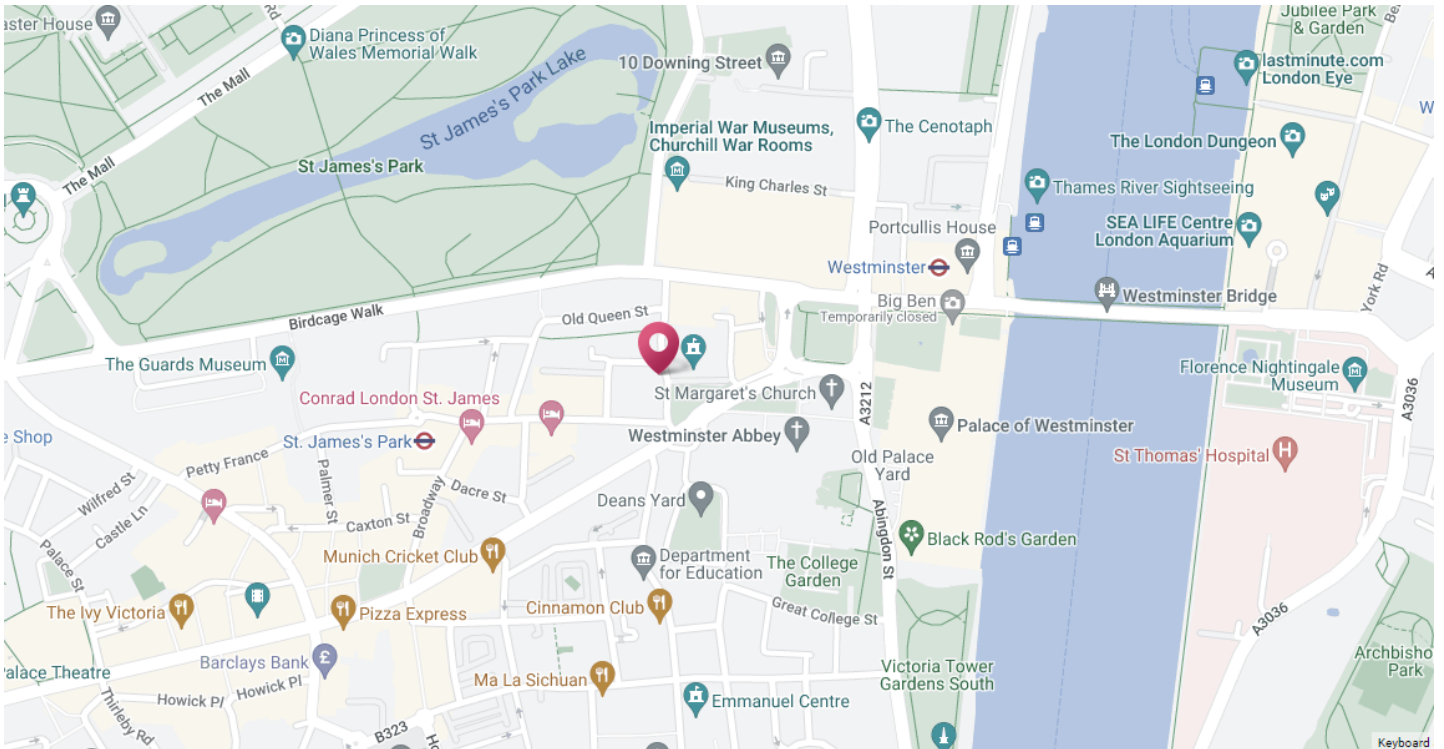 aster House
Rd
Diana Princess of
Wales Memorial Walk
The Mall
St James's Park Lake
10 Downing Street
Jubilee Park
& Garden
lastminute.com
London Eye
Imperial War Museums,
Churchill War Rooms
The Cenotaph
The London Dungeon
W
St James's Park
The Mall
King Charles St
Thames River Sightseeing
SEA LIFE Centre
London Aquarium
Portcullis House
Westminster
York Rd
A
Big Ben
Temporarily closed
Westminster Bridge
Birdcage Walk
Old Queen St
The Guards Museum
Florence Nightingale
Museum
Conrad London St. James
St Margaret's Church
A3212
A3036
e Shop
St. James's Park
Westminster Abbey
Palace of Westminster
Old Palace
Yard
St Thomas' Hospital
Petty France
Wilfred St
Palmer St
Broadway
Dacre St
Deans Yard
Castle Ln
Caxton St
Abingdon St
Black Rod's Garden
Palace St
Munich Cricket Club
Department
for Education
The College
Garden
The Ivy Victoria
Pizza Express
Cinnamon Club
Great College St
A3036
Barclays Bank
Palace Theatre
Howick Pl
Howick Pl
Ma La Sichuan
Victoria Tower
Gardens South
Archbisho
Park
Thirleby Rd
B323
Ho
Emmanuel Centre
Keyboard